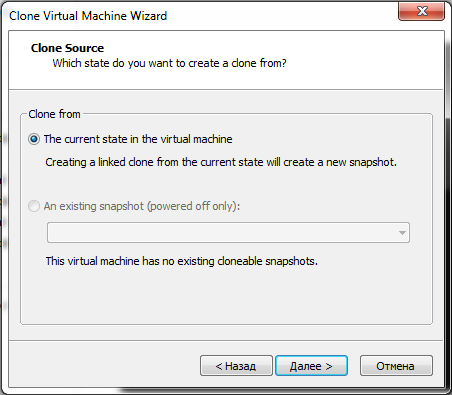 Clone Virtual Machine Wizard
Clone Source
Which state do you want to create a clone from?
Clone from
The current state in the virtual machine
Creating a linked clone from the current state will create a new snapshot.
An existing snapshot (powered off only):
This virtual machine has no existing cloneable snapshots.
< Назад Далее > Отмена